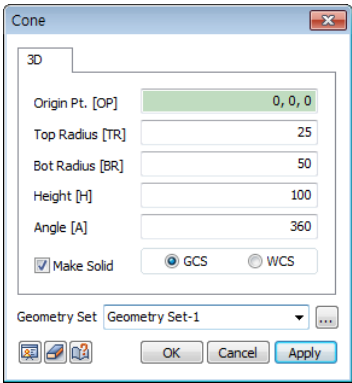 Cone
3D
Origin Pt. [OP] 0, 0, 0
Top Radius [TR] 25
Bot Radius [BR] 50
Height [H] 100
Angle [A] 360
Make Solid GCS WCS
Geometry Set Geometry Set-1 ...
OK Cancel Apply